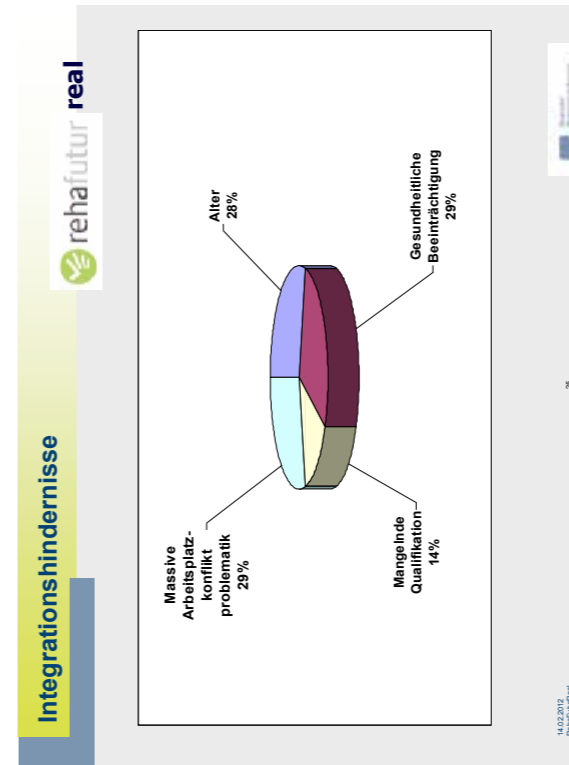 Integrationshindernisse
rehafutur real
Alter
28%
Gesundheitliche
Beeinträchtigung
29%
Mangelnde
Qualifikation
14%
Massive
Arbeitsplatz-
konflikt
problematik
29%
14.02.2012